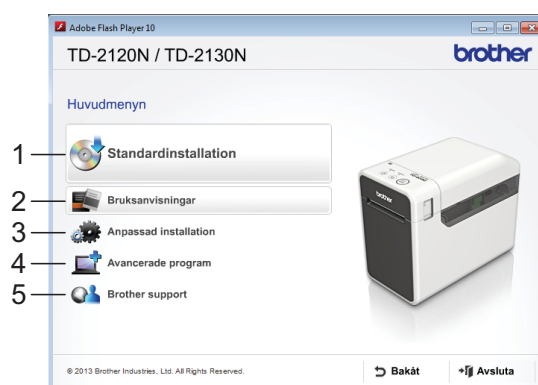 Adobe Flash Player 10
TD-2120N / TD-2130N
brother
Huvudmenyn
1
Standardinstallation
2
Bruksanvisningar
3
Anpassad installation
4
Avancerade program
5
Brother support
brother
© 2013 Brother Industries, Ltd. All Rights Reserved.
Bakåt
Avsluta